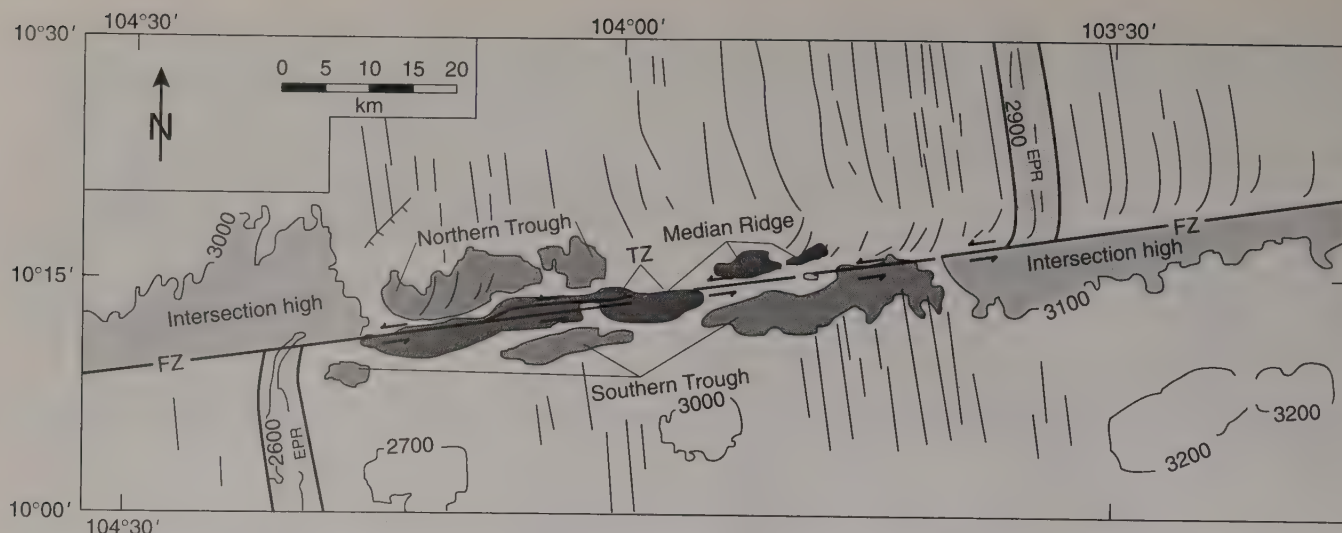 104°30′
104°00′
103°30′
10°30′
0 5 10 15 20
km
N
2900
EPR
3000
Northern Trough
TZ
Median Ridge
FZ
10°15′
Intersection high
Intersection high
3100
FZ
Southern Trough
3000
2600
EPR
2700
3200
3200
10°00′
104°30′